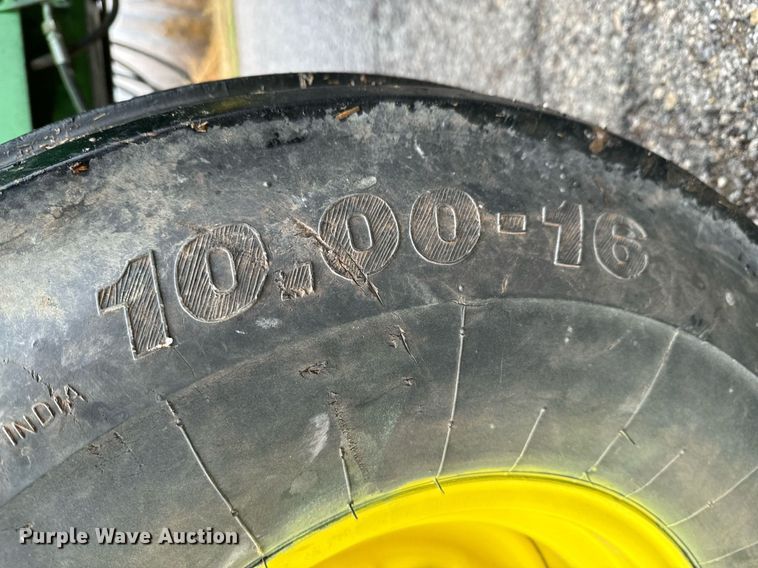 10.00-16
INDIA
Purple Wave Auction